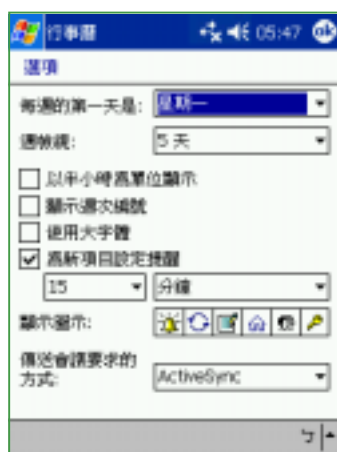 行事曆 05:47 ok
選項
每週的第一天是: 星期一
週檢視: 5 天
以半小時為單位顯示
顯示週次編號
使用大字體
為新項目設定提醒
15 分鐘
顯示圖示:
傳送會議要求的
方式: ActiveSync
ㄅ